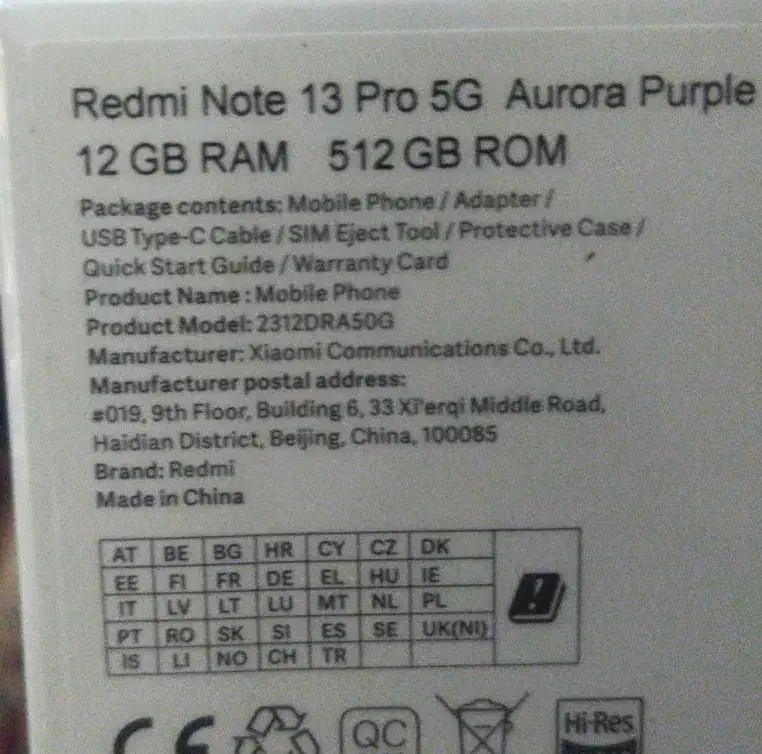 Redmi Note 13 Pro 5G Aurora Purple
12 GB RAM 512 GB ROM
Package contents: Mobile Phone / Adapter /
USB Type-C Cable / SIM Eject Tool / Protective Case /
Quick Start Guide / Warranty Card
Product Name : Mobile Phone
Product Model: 2312DRA50G
Manufacturer: Xiaomi Communications Co., Ltd.
Manufacturer postal address:
#019, 9th Floor, Building 6, 33 Xi'erqi Middle Road,
Haidian District, Beijing, China, 100085
Brand: Redmi
Made in China
AT BE BG HR CY CZ DK
EE FI FR DE EL HU IE
IT LV LT LU MT NL PL
PT RO SK SI ES SE UK(NI)
IS LI NO CH TR
CE QC Hi-Res